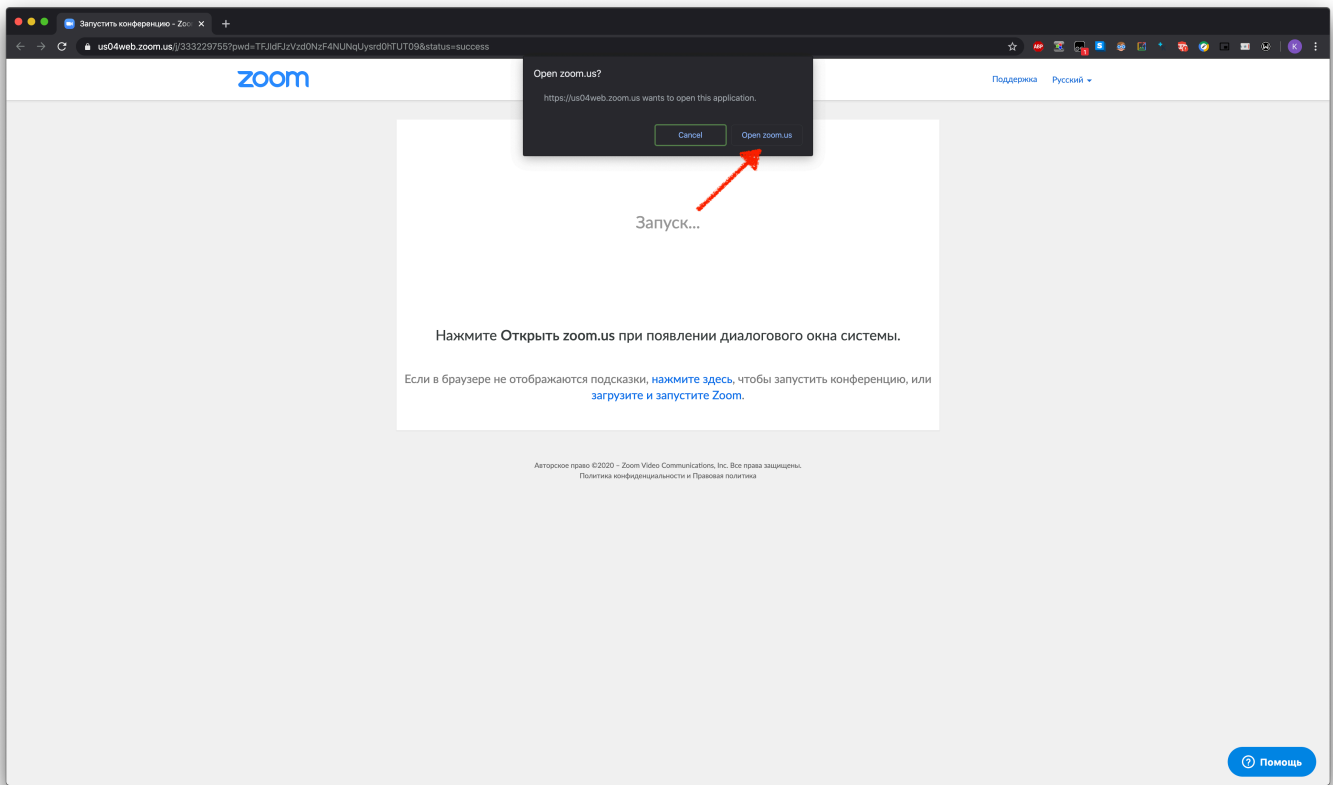 Запустить конференцию - Zoo
us04web.zoom.us/j/333229755?pwd=TFJldFJzVzd0NzF4NUNqUysrd0hTUT09&status=success
ABP
1
S
K
zoom
Поддержка
Русский
Open zoom.us?
https://us04web.zoom.us wants to open this application.
Cancel
Open zoom.us
Запуск...
Нажмите Открыть zoom.us при появлении диалогового окна системы.
Если в браузере не отображаются подсказки, нажмите здесь, чтобы запустить конференцию, или
загрузите и запустите Zoom.
Авторское право ©2020 – Zoom Video Communications, Inc. Все права защищены.
Политика конфиденциальности и Правовая политика
Помощь